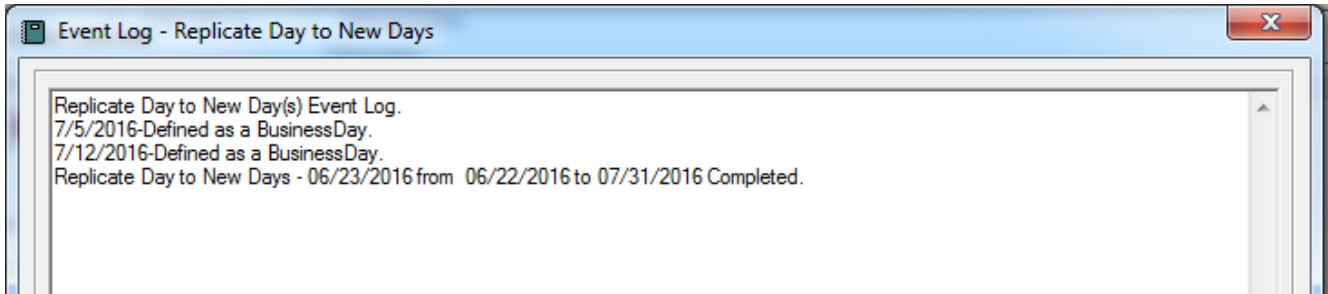 Event Log - Replicate Day to New Days
Replicate Day to New Day(s) Event Log.
7/5/2016-Defined as a BusinessDay.
7/12/2016-Defined as a BusinessDay.
Replicate Day to New Days - 06/23/2016 from  06/22/2016 to 07/31/2016 Completed.